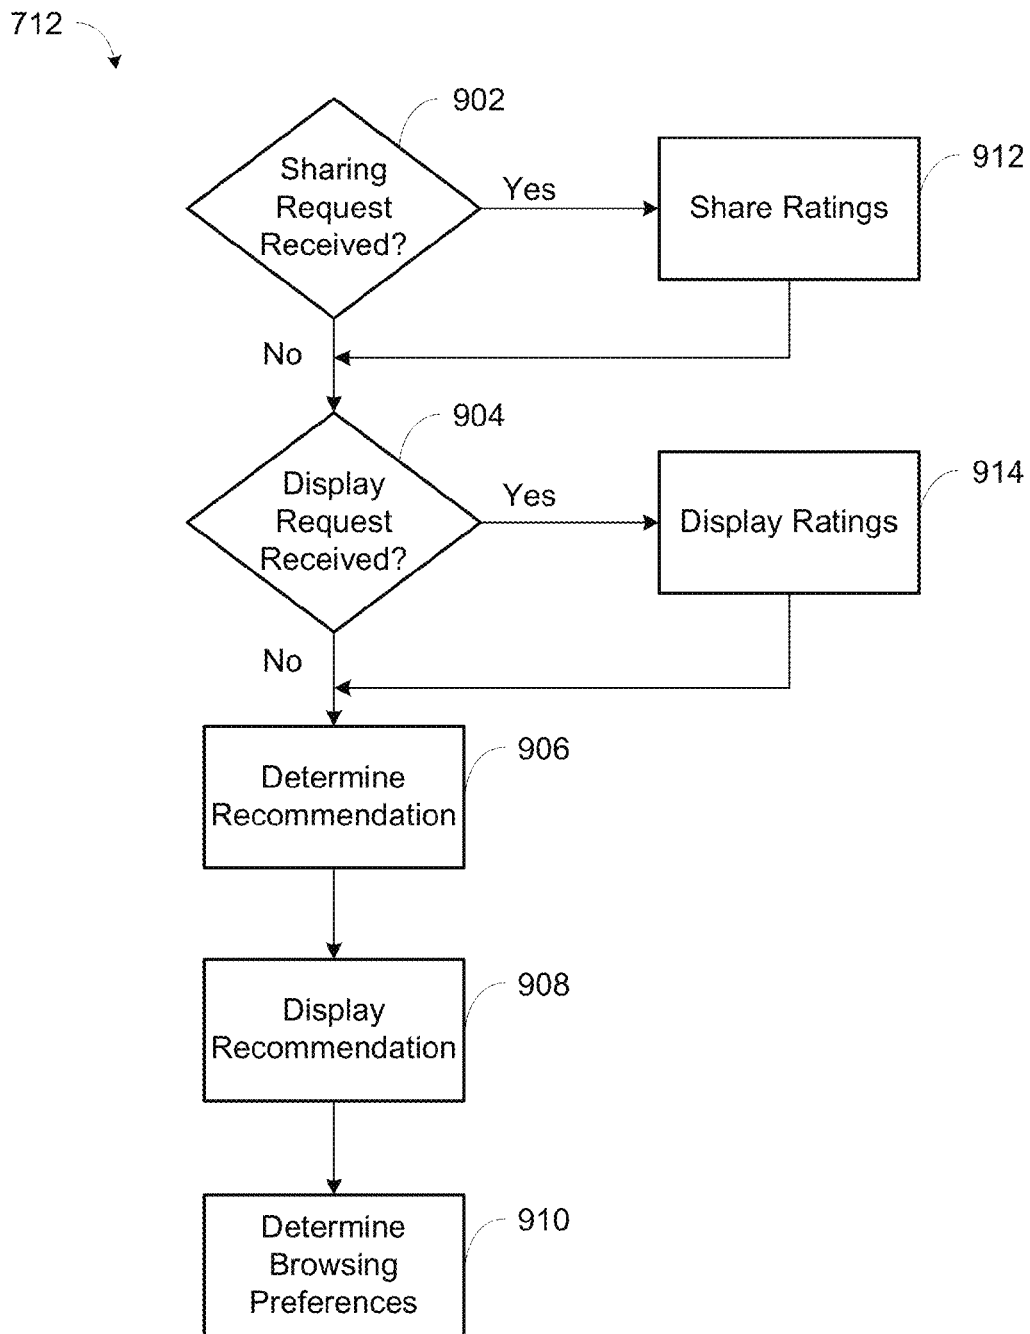 712
902
Sharing
Request
Received?
Yes
912
Share Ratings
No
904
Display
Request
Received?
Yes
914
Display Ratings
No
906
Determine
Recommendation
908
Display
Recommendation
910
Determine
Browsing
Preferences